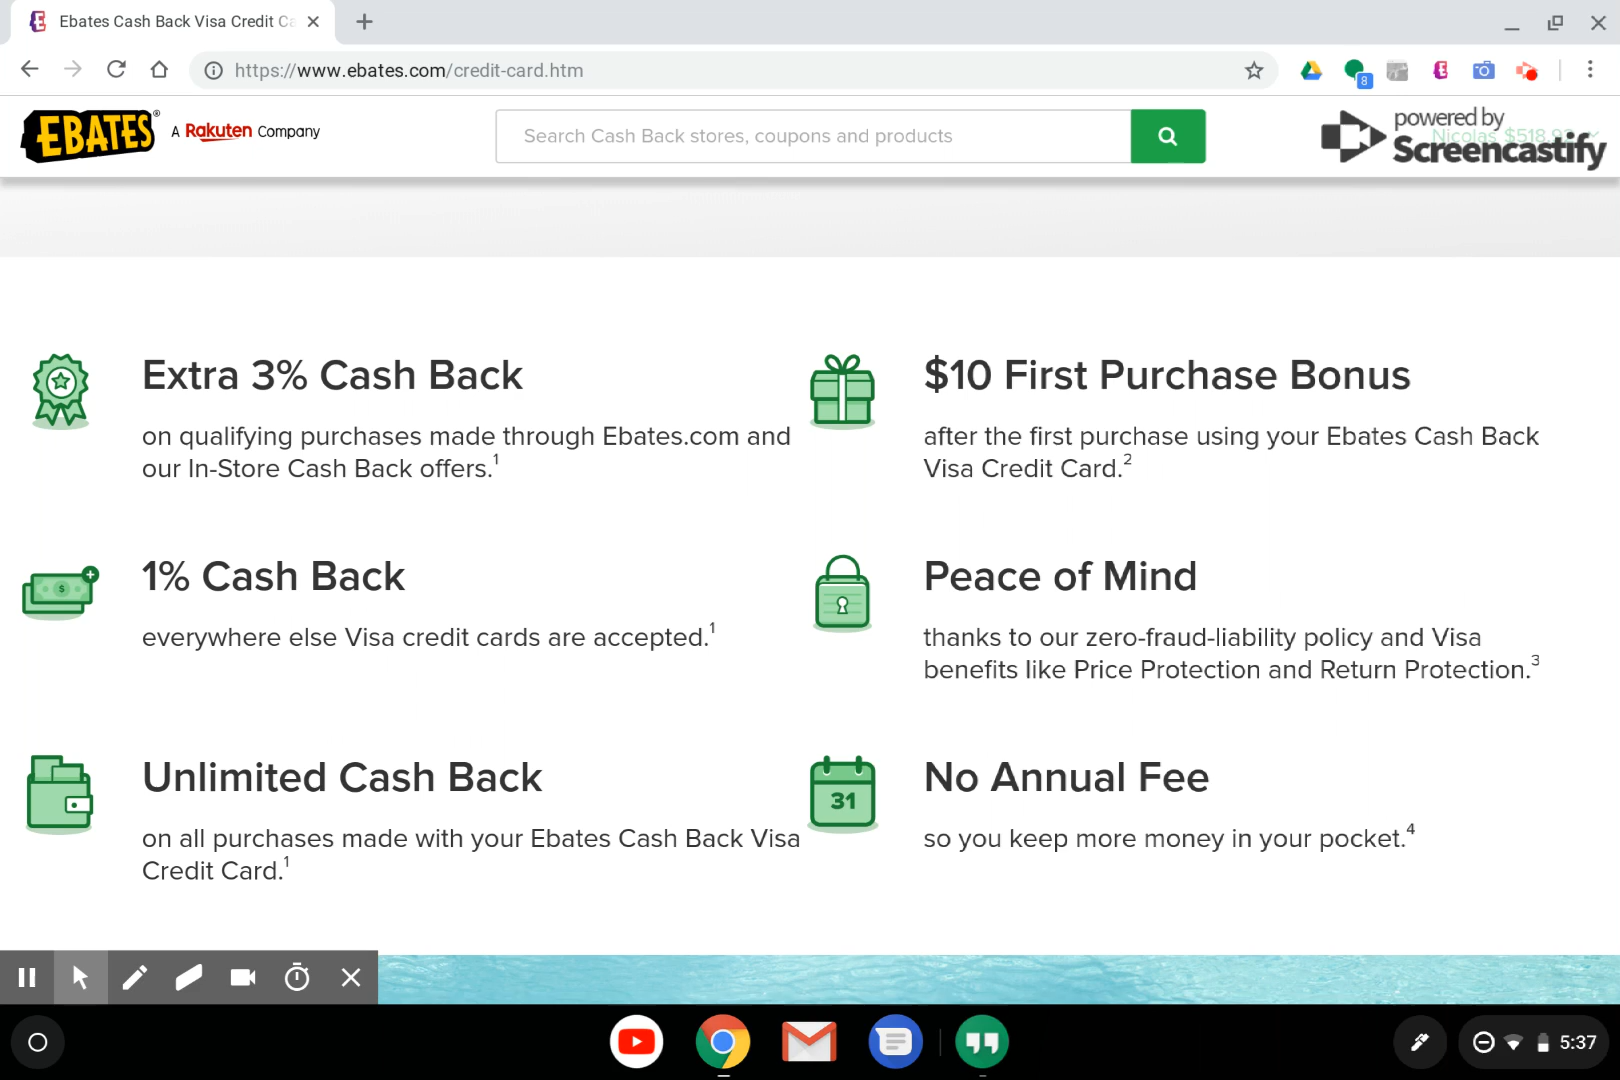 Ebates Cash Back Visa Credit Ca
https://www.ebates.com/credit-card.htm
8
EBATES® A Rakuten Company
Search Cash Back stores, coupons and products
powered by
Nicolas $518.92
Screencastify
Extra 3% Cash Back
on qualifying purchases made through Ebates.com and
our In-Store Cash Back offers.1
$10 First Purchase Bonus
after the first purchase using your Ebates Cash Back
Visa Credit Card.2
1% Cash Back
everywhere else Visa credit cards are accepted.1
Peace of Mind
thanks to our zero-fraud-liability policy and Visa
benefits like Price Protection and Return Protection.3
Unlimited Cash Back
on all purchases made with your Ebates Cash Back Visa
Credit Card.1
31
No Annual Fee
so you keep more money in your pocket.4
5:37